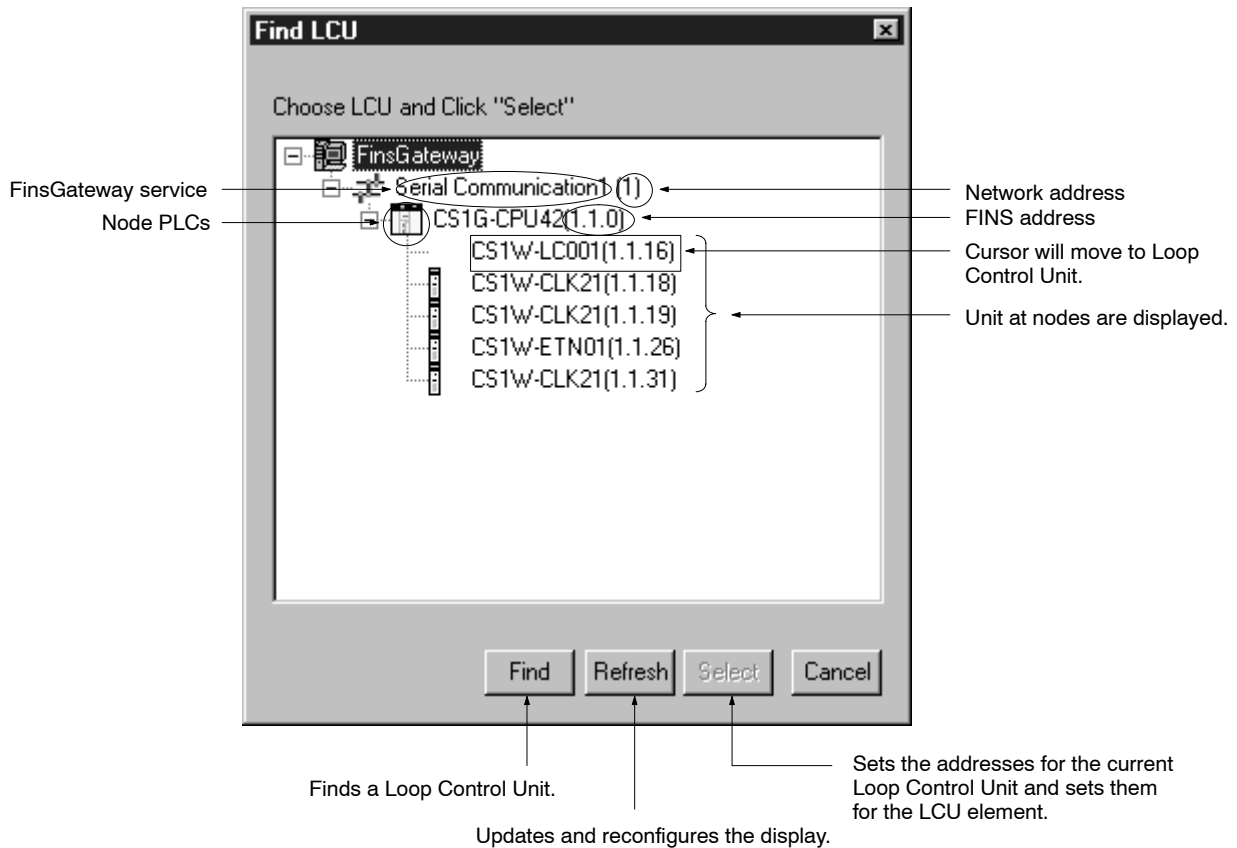 Find LCU
Choose LCU and Click "Select"
FinsGateway
FinsGateway service
Serial Communication1 (1)
Network address
Node PLCs
CS1G-CPU42(1.1.0)
FINS address
CS1W-LC001(1.1.16)
Cursor will move to Loop
Control Unit.
CS1W-CLK21(1.1.18)
CS1W-CLK21(1.1.19)
Unit at nodes are displayed.
CS1W-ETN01(1.1.26)
CS1W-CLK21(1.1.31)
Find
Refresh
Select
Cancel
Finds a Loop Control Unit.
Updates and reconfigures the display.
Sets the addresses for the current
Loop Control Unit and sets them
for the LCU element.